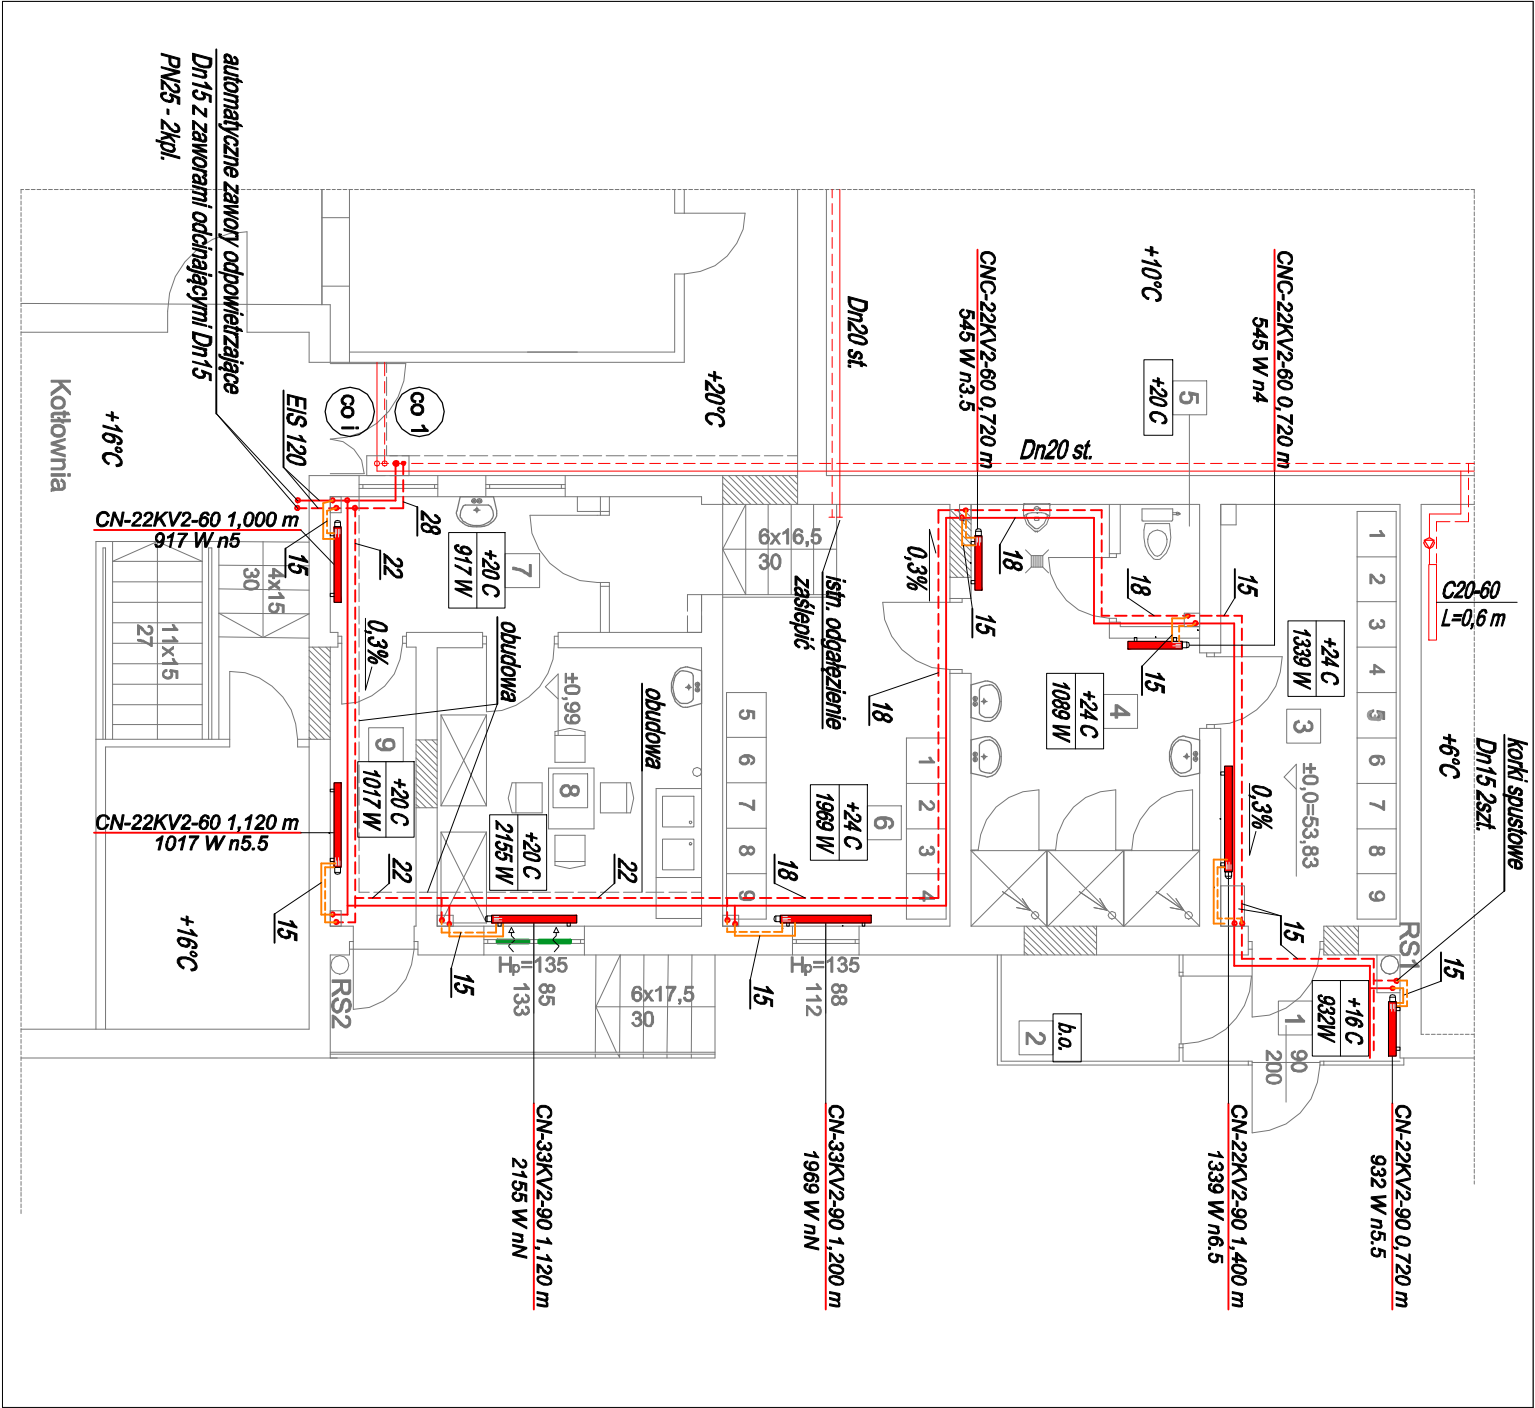 automatyczne zawory odpowietrzające
Dn15 z zaworami odcinającymi Dn15
PN25 - 2kpl.
Kotłownia
+16°C
EIS 120
co i
co 1
+20°C
Dn20 st.
CNC-22KV2-60 0,720 m
545 W n3.5
+10°C
CNC-22KV2-60 0,720 m
545 W n4
5
+20 C
Dn20 st.
C20-60
L=0,6 m
korki spustowe
Dn15 2szt.
+6°C
CN-22KV2-60 1,000 m
917 W n5
15
4x15
30
11x15
27
28
22
0,3%
7
+20 C
917 W
obudowa
±0,99
obudowa
6x16,5
30
istn. odgałęzienie
zaślepić
0,3%
18
15
18
18
15
15
4
+24 C
1089 W
3
+24 C
1339 W
±0,0=53,83
0,3%
1
2
3
4
5
6
7
8
9
CN-22KV2-60 1,120 m
1017 W n5.5
15
+16°C
9
+20 C
1017 W
22
8
+20 C
2155 W
22
5
6
7
8
9
6
+24 C
1969 W
18
1
2
3
4
15
15
15
RS1
15
RS2
Hp=135
85
133
6x17,5
30
Hp=135
88
112
2
b.o.
1
+16 C
932W
90
200
CN-33KV2-90 1,120 m
2155 W nN
CN-33KV2-90 1,200 m
1969 W nN
CN-22KV2-90 1,400 m
1339 W n6.5
CN-22KV2-90 0,720 m
932 W n5.5